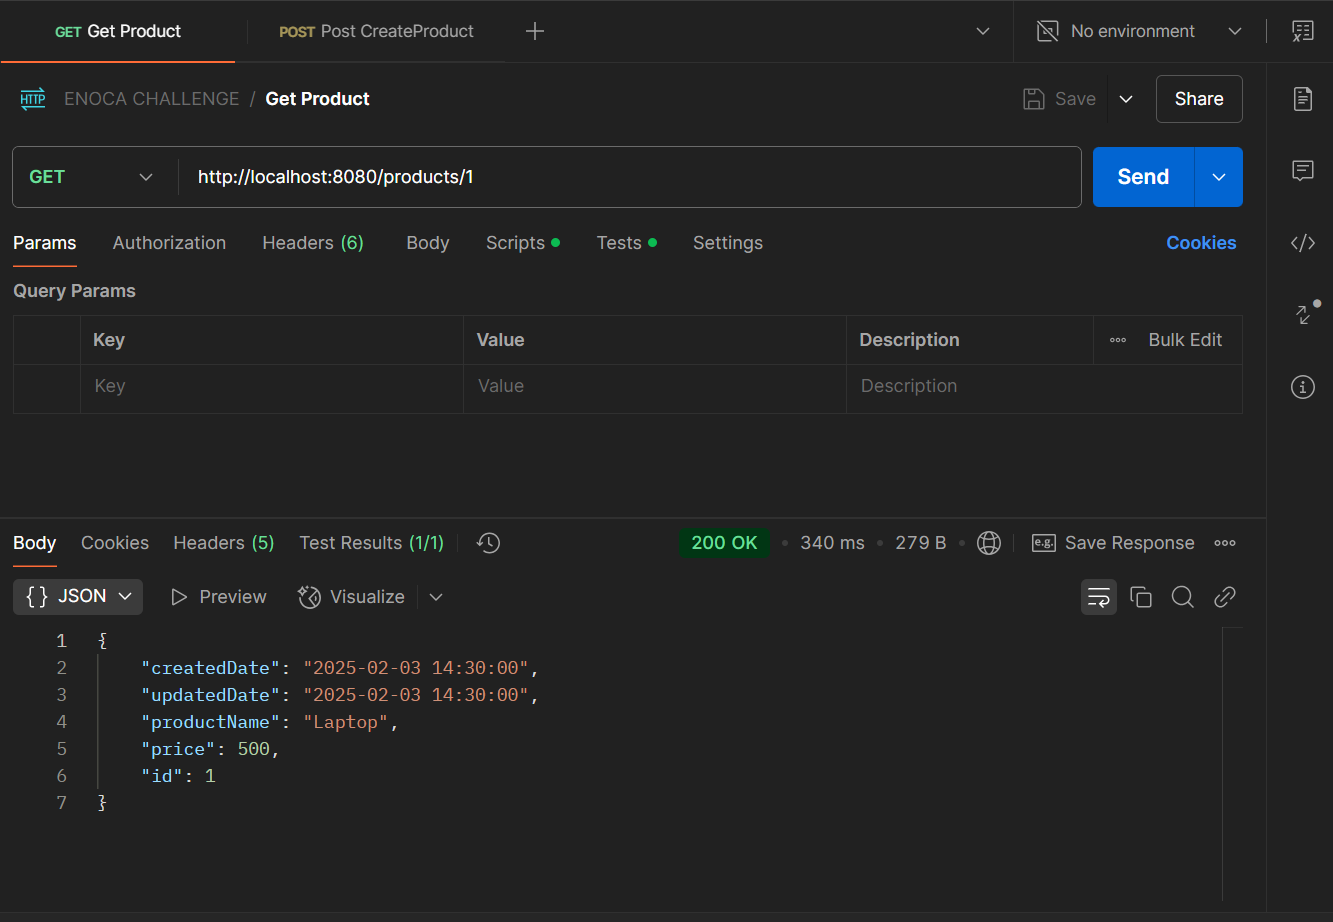 GET Get Product POST Post CreateProduct No environment
HTTP ENOCA CHALLENGE / Get Product Save Share
GET http://localhost:8080/products/1 Send
Params Authorization Headers (6) Body Scripts Tests Settings Cookies
Query Params
Key Value Description Bulk Edit
Key Value Description
Body Cookies Headers (5) Test Results (1/1) 200 OK 340 ms 279 B e.g. Save Response
{} JSON Preview Visualize
1 {
2 "createdDate": "2025-02-03 14:30:00",
3 "updatedDate": "2025-02-03 14:30:00",
4 "productName": "Laptop",
5 "price": 500,
6 "id": 1
7 }